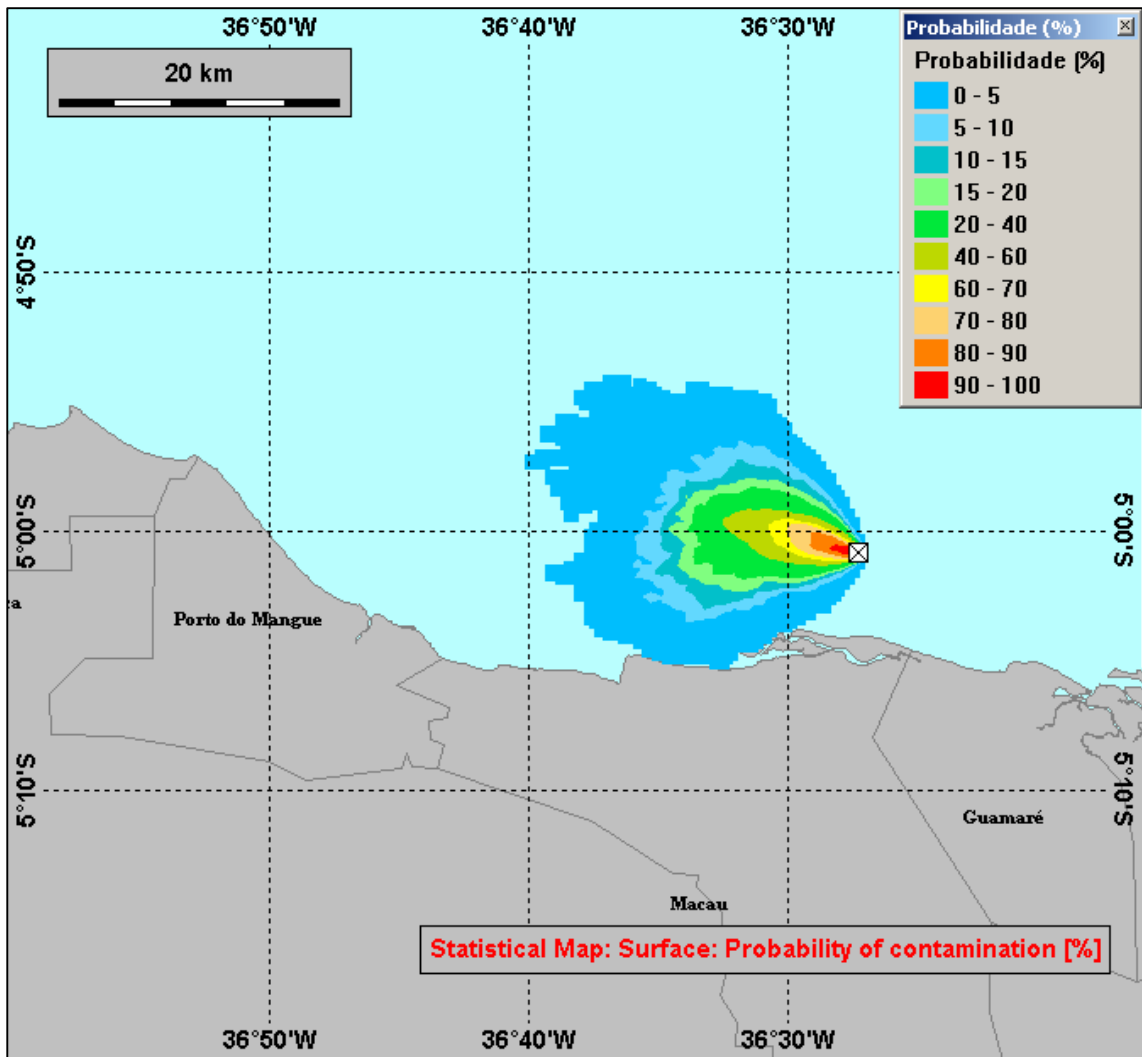 36°50'W
36°40'W
36°30'W
Probabilidade (%)
20 km
Probabilidade [%]
0 - 5
5 - 10
10 - 15
15 - 20
20 - 40
40 - 60
60 - 70
70 - 80
80 - 90
90 - 100
4°50'S
5°00'S
5°00'S
Porto do Mangue
5°10'S
5°10'S
Guamaré
Macau
Statistical Map: Surface: Probability of contamination [%]
36°50'W
36°40'W
36°30'W